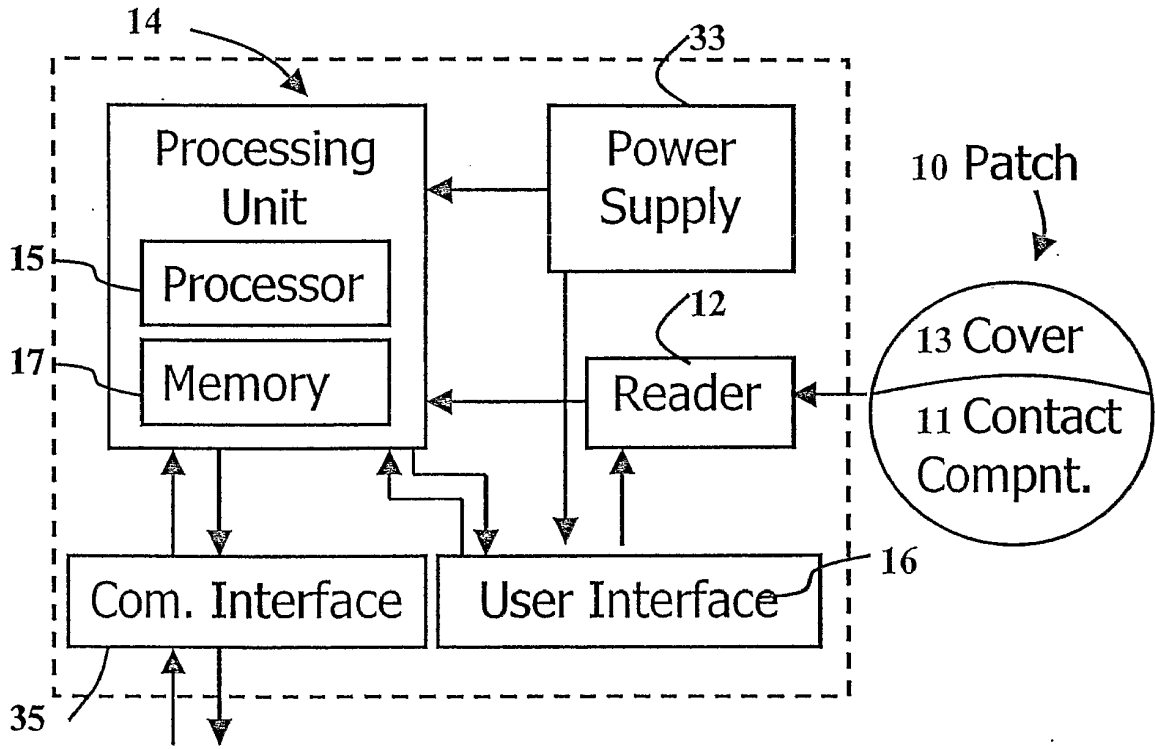 14
33
Processing
Unit
Power
Supply
10 Patch
15
Processor
12
13 Cover
17
Memory
Reader
11 Contact
Compnt.
Com. Interface
User Interface
16
35